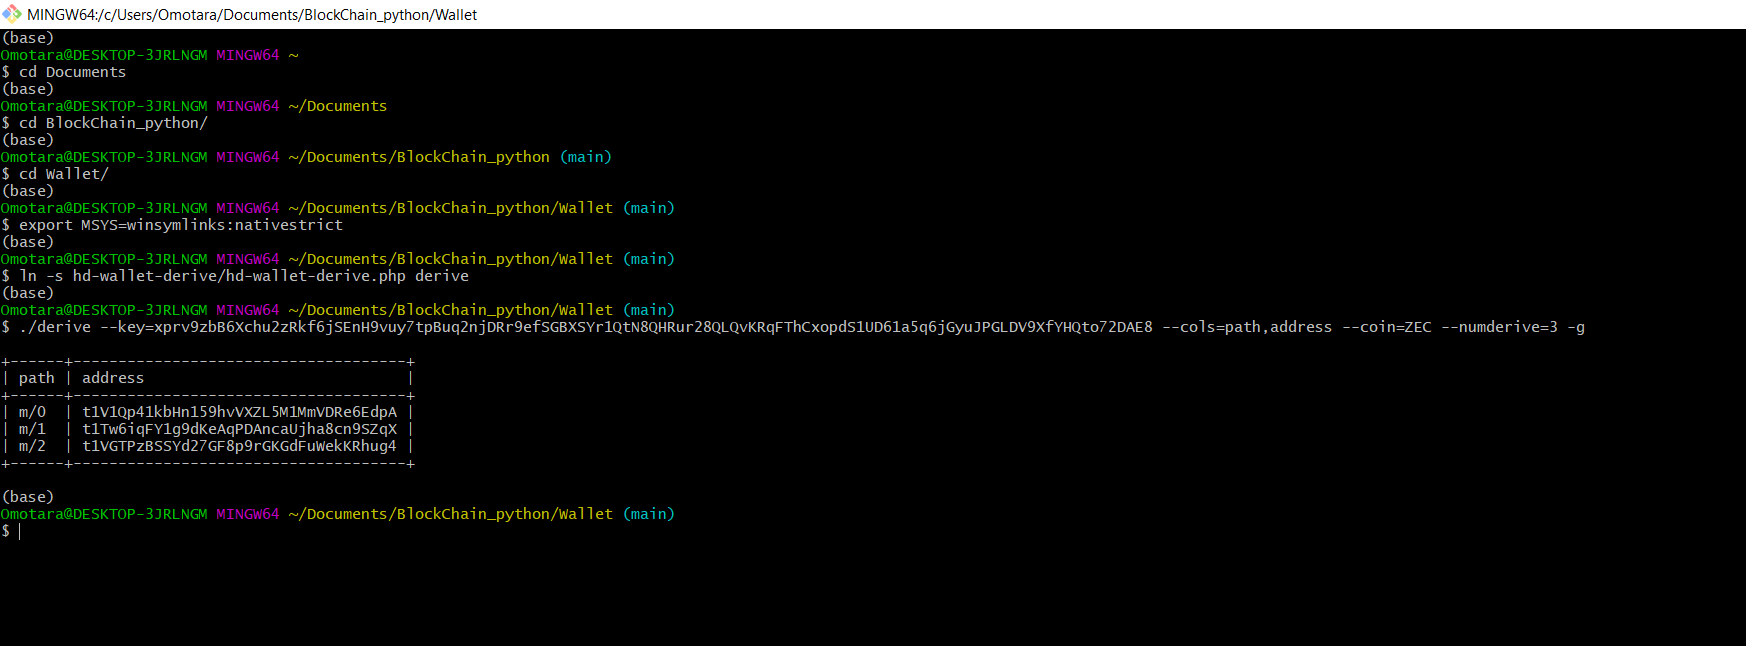 MINGW64:/c/Users/Omotara/Documents/BlockChain_python/Wallet
(base)
Omotara@DESKTOP-3JRLNGM MINGW64 ~
$ cd Documents
(base)
Omotara@DESKTOP-3JRLNGM MINGW64 ~/Documents
$ cd BlockChain_python/
(base)
Omotara@DESKTOP-3JRLNGM MINGW64 ~/Documents/BlockChain_python (main)
$ cd Wallet/
(base)
Omotara@DESKTOP-3JRLNGM MINGW64 ~/Documents/BlockChain_python/Wallet (main)
$ export MSYS=winsymlinks:nativestrict
(base)
Omotara@DESKTOP-3JRLNGM MINGW64 ~/Documents/BlockChain_python/Wallet (main)
$ ln -s hd-wallet-derive/hd-wallet-derive.php derive
(base)
Omotara@DESKTOP-3JRLNGM MINGW64 ~/Documents/BlockChain_python/Wallet (main)
$ ./derive --key=xprv9zbB6Xchu2zRkf6jSEnH9vuy7tpBuq2njDRr9efSGBXSYr1QtN8QHRur28QLQvKRqFThCxopdS1UD61a5q6jGyuJPGLDV9XfYHQto72DAE8 --cols=path,address --coin=ZEC --numderive=3 -g
+------+-------------------------------------+
| path | address                             |
+------+-------------------------------------+
| m/0  | t1V1Qp41kbHn159hvVXZL5M1MmVDRe6EdpA |
| m/1  | t1Tw6iqFY1g9dKeAqPDAncaUjha8cn9SZqX |
| m/2  | t1VGTPzBSSYd27GF8p9rGKGdFuWekKRhug4 |
+------+-------------------------------------+
(base)
Omotara@DESKTOP-3JRLNGM MINGW64 ~/Documents/BlockChain_python/Wallet (main)
$